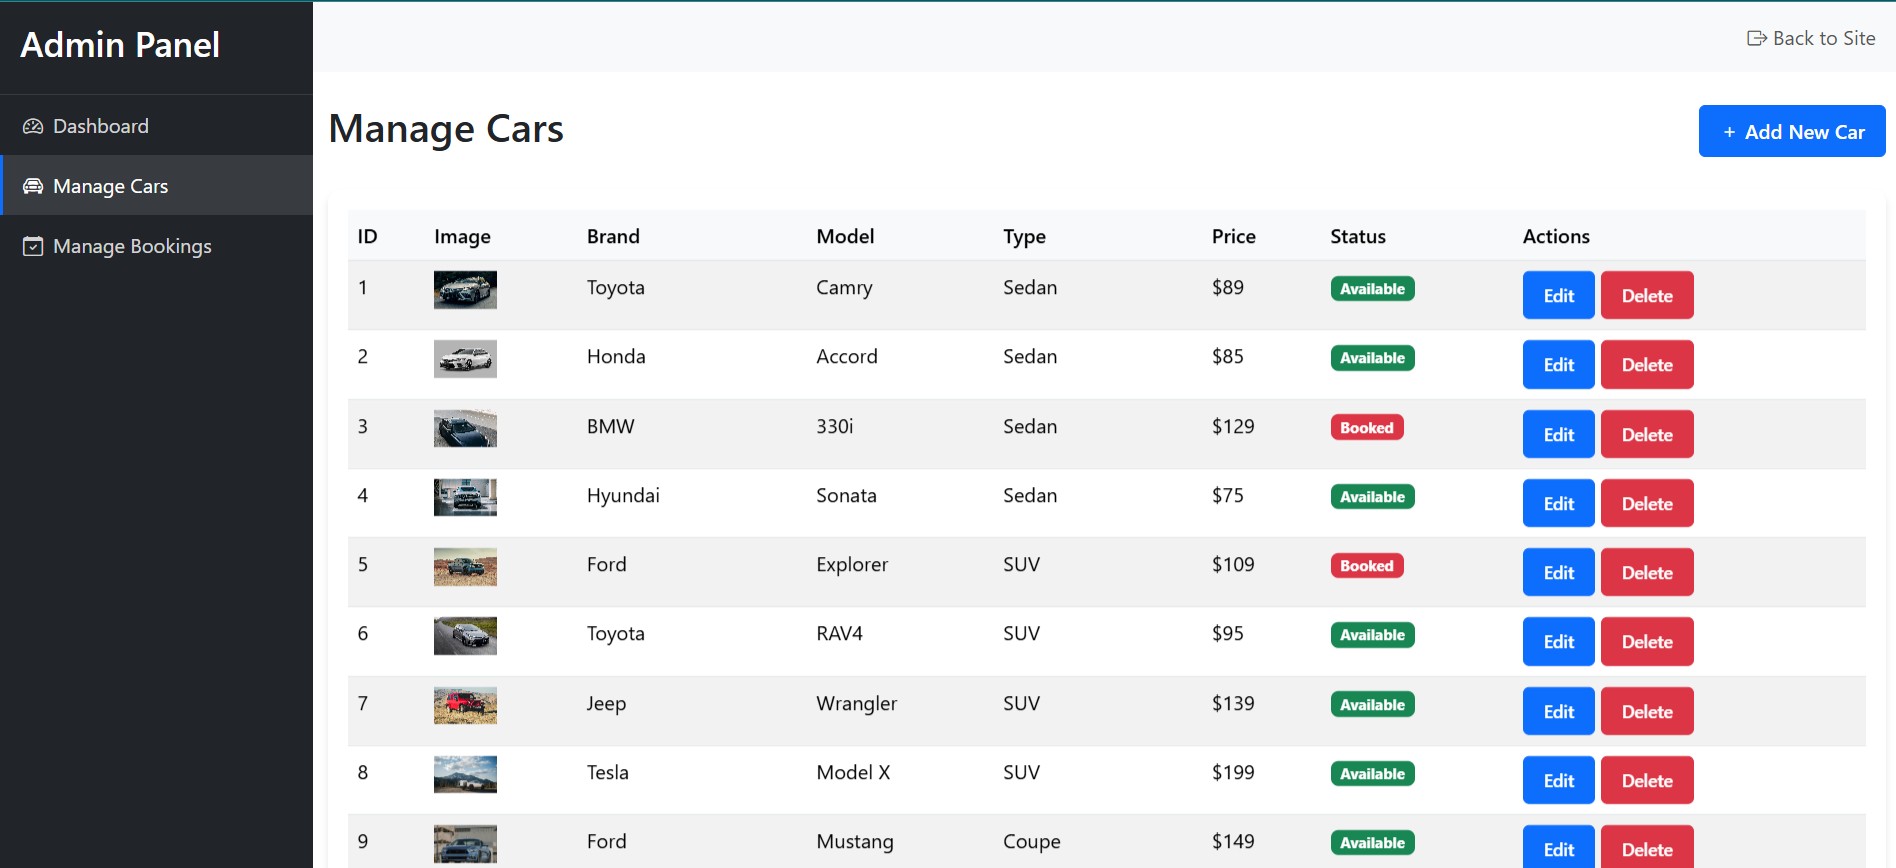 Admin Panel
Back to Site
Dashboard
Manage Cars
Manage Bookings
Manage Cars
+ Add New Car
ID Image Brand Model Type Price Status Actions
1 Toyota Camry Sedan $89 Available Edit Delete
2 Honda Accord Sedan $85 Available Edit Delete
3 BMW 330i Sedan $129 Booked Edit Delete
4 Hyundai Sonata Sedan $75 Available Edit Delete
5 Ford Explorer SUV $109 Booked Edit Delete
6 Toyota RAV4 SUV $95 Available Edit Delete
7 Jeep Wrangler SUV $139 Available Edit Delete
8 Tesla Model X SUV $199 Available Edit Delete
9 Ford Mustang Coupe $149 Available Edit Delete